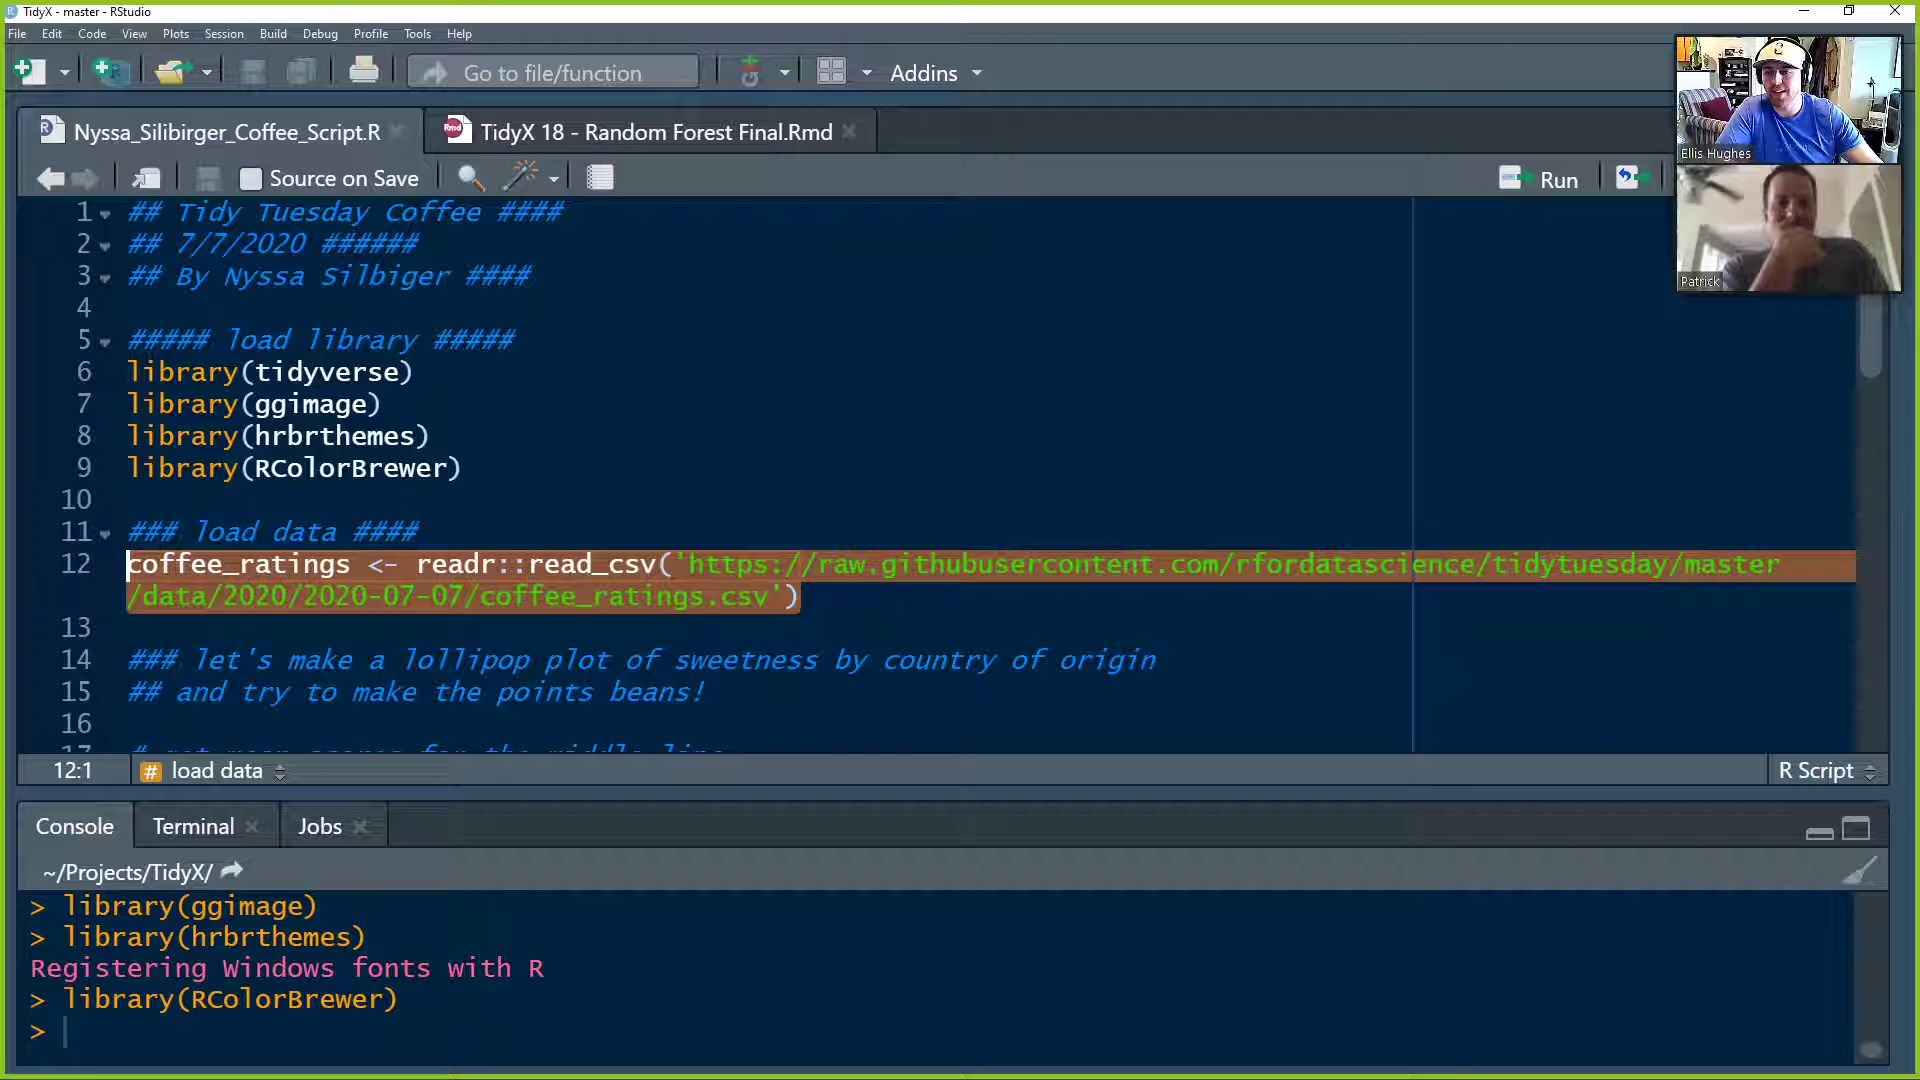 TidyX - master - RStudio
File Edit Code View Plots Session Build Debug Profile Tools Help
Go to file/function
Addins
Nyssa_Silibirger_Coffee_Script.R
TidyX 18 - Random Forest Final.Rmd
Source on Save
Run
Ellis Hughes
Patrick
1 ## Tidy Tuesday Coffee ####
2 ## 7/7/2020 ######
3 ## By Nyssa Silbiger ####
4
5 ##### load library #####
6 library(tidyverse)
7 library(ggimage)
8 library(hrbrthemes)
9 library(RColorBrewer)
10
11 ### load data ####
12 coffee_ratings <- readr::read_csv('https://raw.githubusercontent.com/rfordatascience/tidytuesday/master
/data/2020/2020-07-07/coffee_ratings.csv')
13
14 ### let's make a lollipop plot of sweetness by country of origin
15 ## and try to make the points beans!
16
17 # get mean scores for the middle line
12:1 # load data R Script
Console Terminal Jobs
~/Projects/TidyX/
> library(ggimage)
> library(hrbrthemes)
Registering Windows fonts with R
> library(RColorBrewer)
>